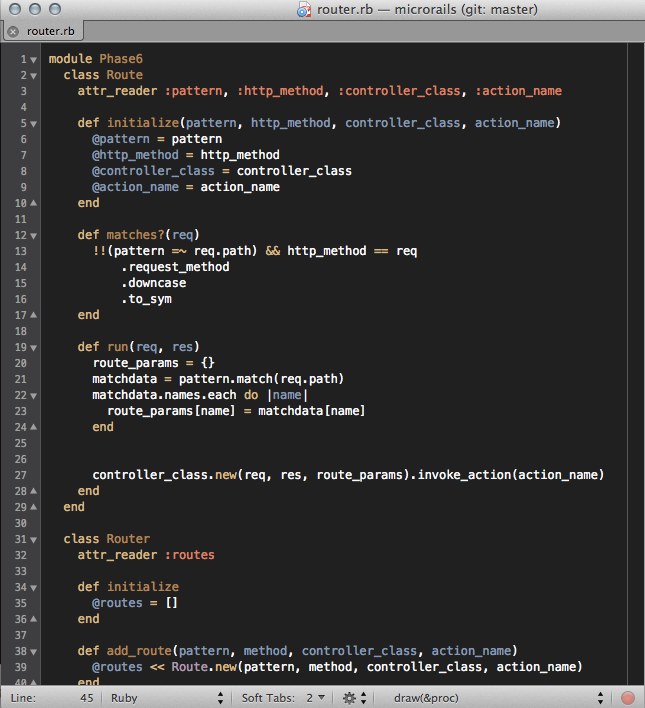 router.rb — microrails (git: master)
router.rb
1 module Phase6
2   class Route
3     attr_reader :pattern, :http_method, :controller_class, :action_name
4
5     def initialize(pattern, http_method, controller_class, action_name)
6       @pattern = pattern
7       @http_method = http_method
8       @controller_class = controller_class
9       @action_name = action_name
10     end
11
12     def matches?(req)
13       !!(pattern =~ req.path) && http_method == req
14           .request_method
15           .downcase
16           .to_sym
17     end
18
19     def run(req, res)
20       route_params = {}
21       matchdata = pattern.match(req.path)
22       matchdata.names.each do |name|
23         route_params[name] = matchdata[name]
24       end
25
26
27       controller_class.new(req, res, route_params).invoke_action(action_name)
28     end
29   end
30
31   class Router
32     attr_reader :routes
33
34     def initialize
35       @routes = []
36     end
37
38     def add_route(pattern, method, controller_class, action_name)
39       @routes << Route.new(pattern, method, controller_class, action_name)
40     end
Line: 45 Ruby Soft Tabs: 2 draw(&proc)